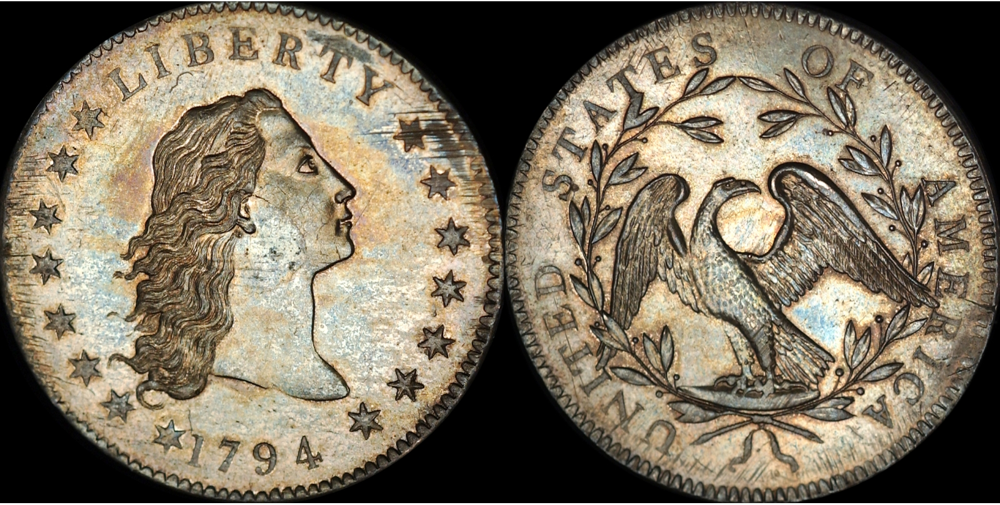 LIBERTY
1794
UNITED STATES OF AMERICA